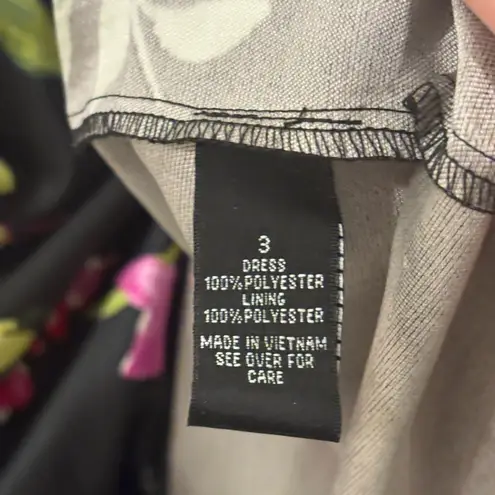 3
DRESS
100%POLYESTER
LINING
100%POLYESTER
MADE IN VIETNAM
SEE OVER FOR
CARE